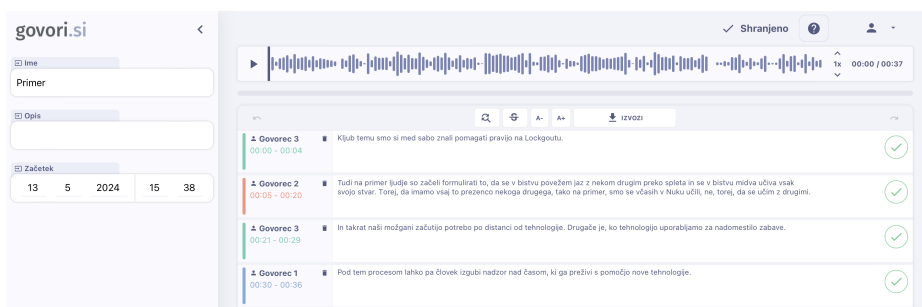 govori.si
Shranjeno
Ime
Primer
1x
00:00 / 00:37
Opis
A-
A+
IZVOZI
Začetek
13 5 2024 15 38
Govorec 3
00:00 - 00:04
Kljub temu smo si med sabo znali pomagati pravijo na Lockgoutu.
Govorec 2
00:05 - 00:20
Tudi na primer ljudje so začeli formulirati to, da se v bistvu povežem jaz z nekom drugim preko spleta in se v bistvu midva učiva vsak
svojo stvar. Torej, da imamo vsaj to prezenco nekoga drugega, tako na primer, smo se včasih v Nuku učili, ne, torej, da se učim z drugimi.
Govorec 3
00:21 - 00:29
In takrat naši možgani začutijo potrebo po distanci od tehnologije. Drugače je, ko tehnologijo uporabljamo za nadomestilo zabave.
Govorec 1
00:30 - 00:36
Pod tem procesom lahko pa človek izgubi nadzor nad časom, ki ga preživi s pomočjo nove tehnologije.